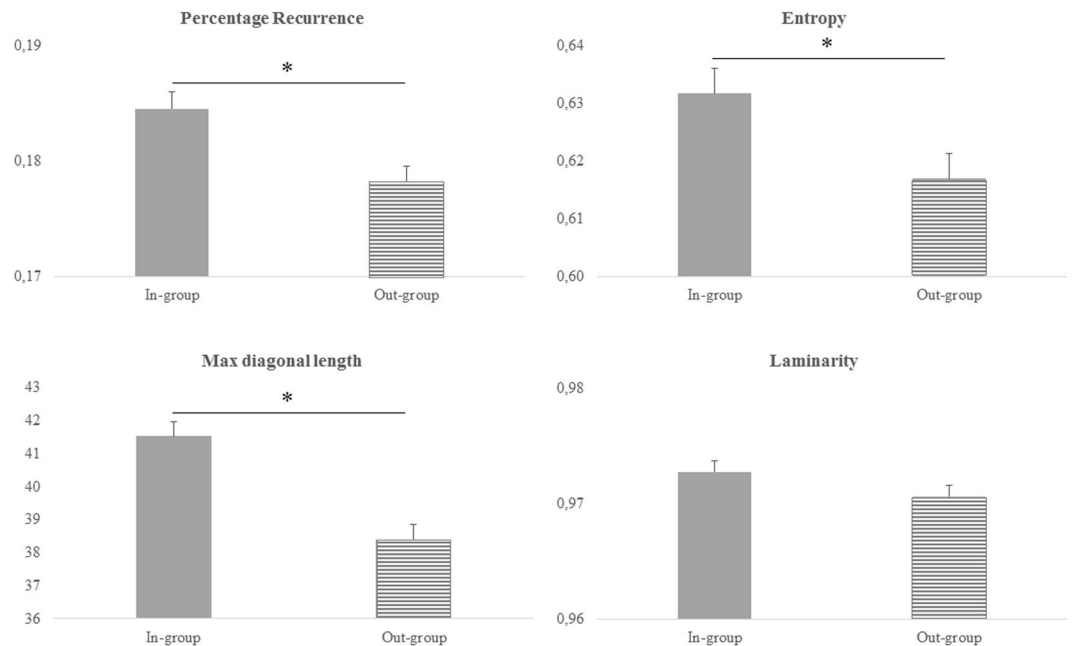 Percentage Recurrence
0,19
*
0,18
0,17
In-group Out-group
Entropy
0,64
*
0,63
0,62
0,61
0,60
In-group Out-group
Max diagonal length
43
*
42
41
40
39
38
37
36
In-group Out-group
Laminarity
0,98
0,97
0,96
In-group Out-group